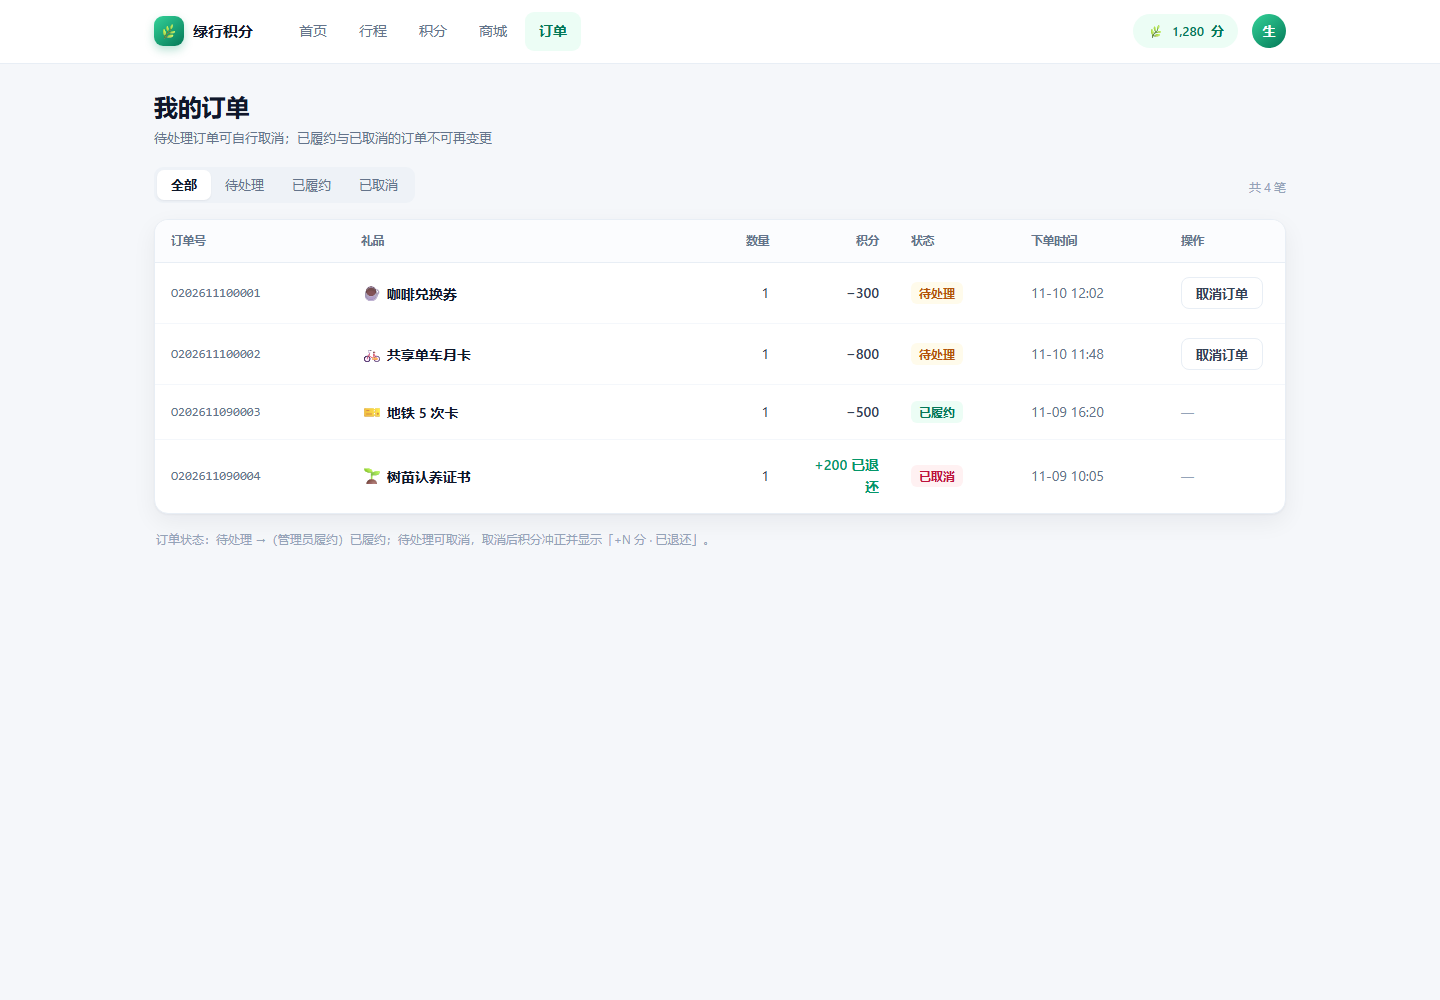 绿行积分 首页 行程 积分 商城 订单 1,280 分 生
我的订单
待处理订单可自行取消；已履约与已取消的订单不可再变更
全部 待处理 已履约 已取消 共 4 笔
订单号 礼品 数量 积分 状态 下单时间 操作
O202611100001 咖啡兑换券 1 −300 待处理 11-10 12:02 取消订单
O202611100002 共享单车月卡 1 −800 待处理 11-10 11:48 取消订单
O202611090003 地铁 5 次卡 1 −500 已履约 11-09 16:20 —
O202611090004 树苗认养证书 1 +200 已退还 已取消 11-09 10:05 —
订单状态：待处理 →（管理员履约）已履约；待处理可取消，取消后积分冲正并显示「+N 分 · 已退还」。